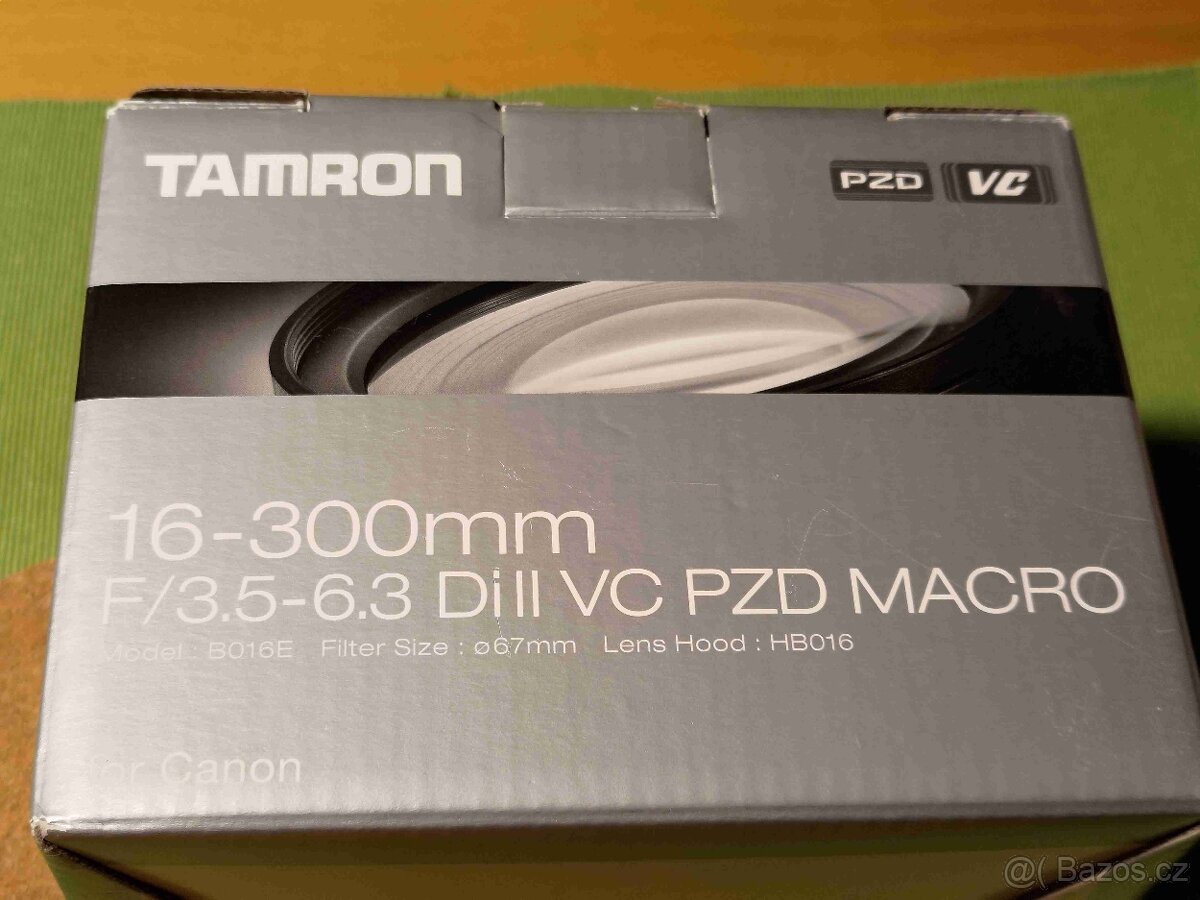 TAMRON PZD VC
16-300mm
F/3.5-6.3 Di II VC PZD MACRO
Model : B016E Filter Size : ø67mm Lens Hood : HB016
for Canon
@( Bazos.cz